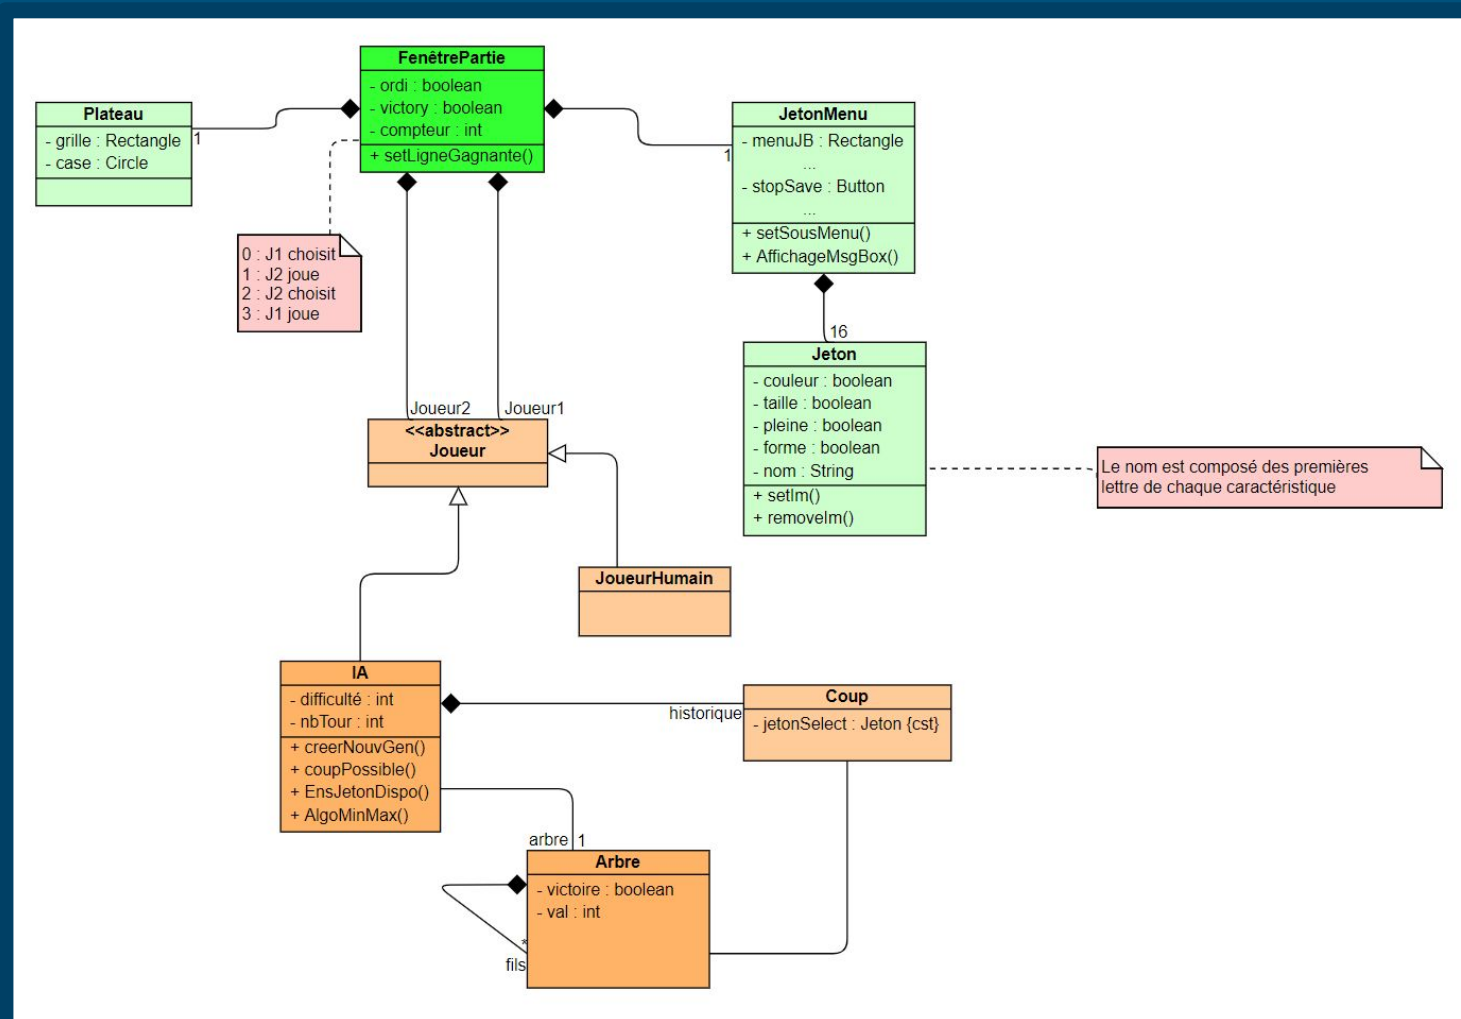 FenêtrePartie
- ordi : boolean
- victory : boolean
- compteur : int
+ setLigneGagnante()
Plateau
- grille : Rectangle
- case : Circle
1
JetonMenu
- menuJB : Rectangle
...
- stopSave : Button
...
+ setSousMenu()
+ AffichageMsgBox()
1
0 : J1 choisit
1 : J2 joue
2 : J2 choisit
3 : J1 joue
16
Jeton
- couleur : boolean
- taille : boolean
- pleine : boolean
- forme : boolean
- nom : String
+ setIm()
+ removeIm()
Le nom est composé des premières
lettre de chaque caractéristique
Joueur2
Joueur1
<<abstract>>
Joueur
JoueurHumain
IA
- difficulté : int
- nbTour : int
+ creerNouvGen()
+ coupPossible()
+ EnsJetonDispo()
+ AlgoMinMax()
historique
Coup
- jetonSelect : Jeton {cst}
arbre
1
Arbre
- victoire : boolean
- val : int
*
fils